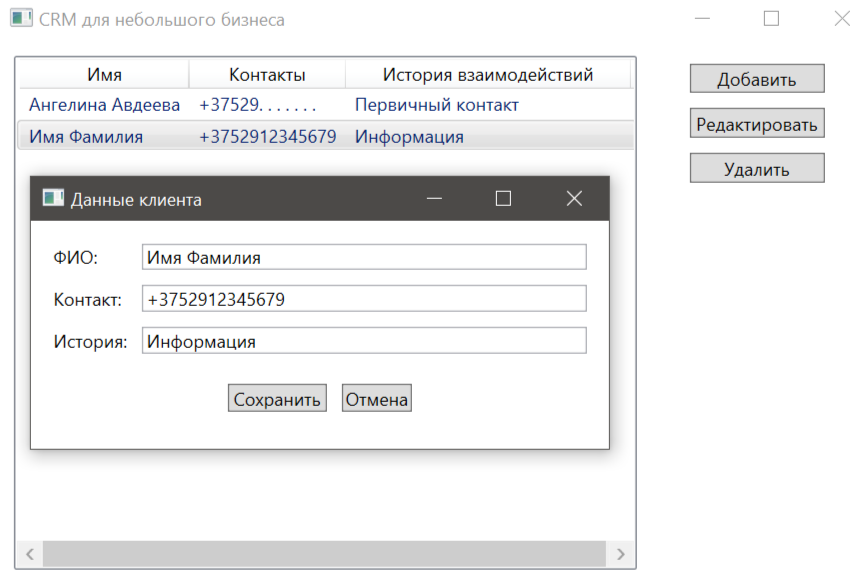 CRM для небольшого бизнеса
Имя Контакты История взаимодействий
Ангелина Авдеева +37529. . . . . . . Первичный контакт
Имя Фамилия +3752912345679 Информация
Добавить
Редактировать
Удалить
Данные клиента
ФИО: Имя Фамилия
Контакт: +3752912345679
История: Информация
Сохранить Отмена